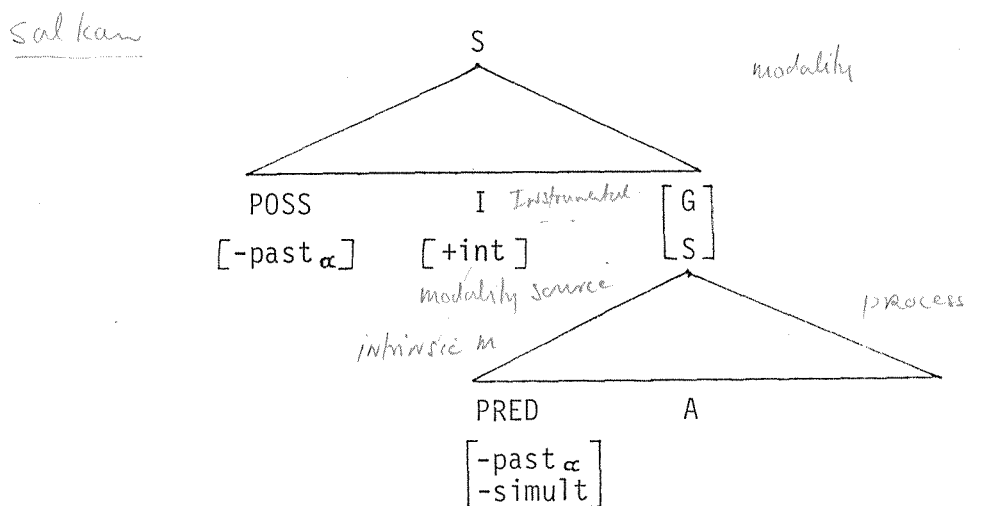 Sal kan
S
modality
POSS I Instrumental [G
[-past α] [+int] S]
modality source
process
intrinsic m
PRED A
[-past α
-simult]